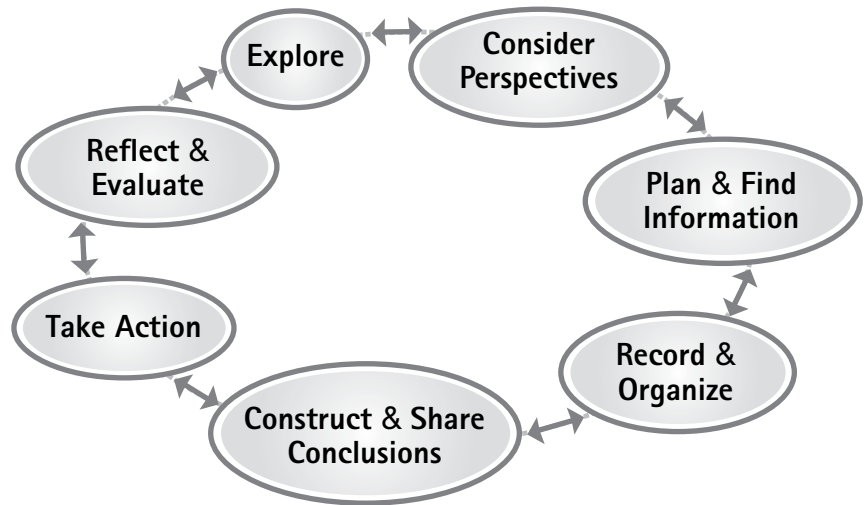 Explore
Consider
Perspectives
Plan & Find
Information
Record &
Organize
Construct & Share
Conclusions
Take Action
Reflect &
Evaluate